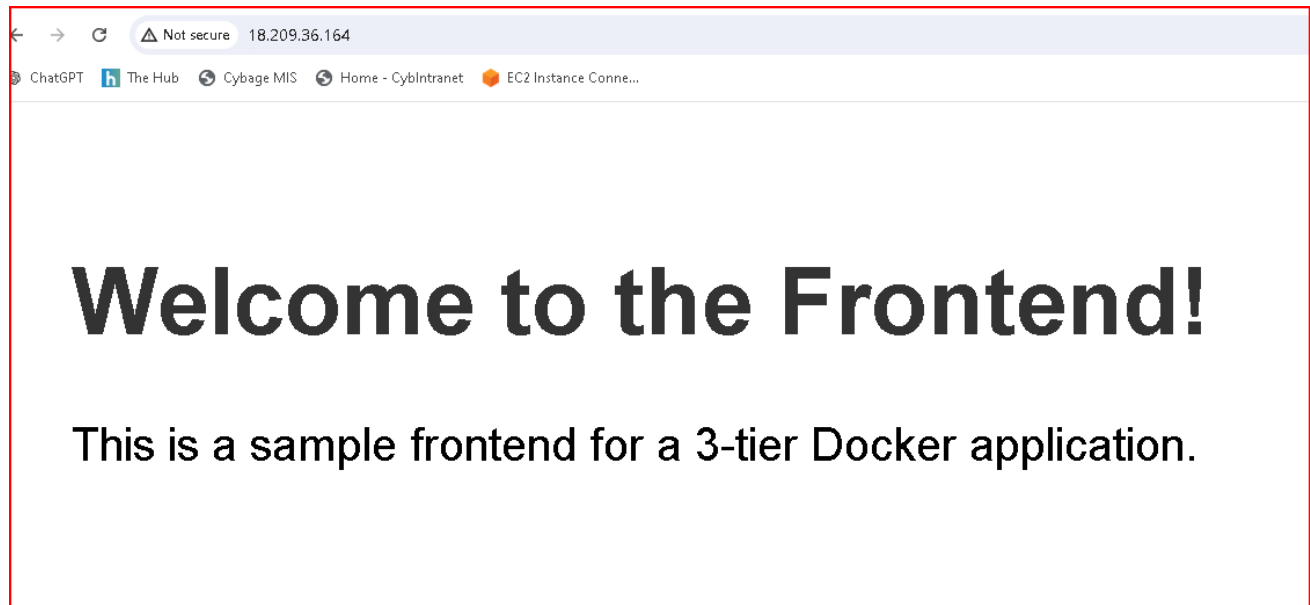 Not secure 18.209.36.164
ChatGPT The Hub Cybage MIS Home - CybIntranet EC2 Instance Conne...
Welcome to the Frontend!
This is a sample frontend for a 3-tier Docker application.